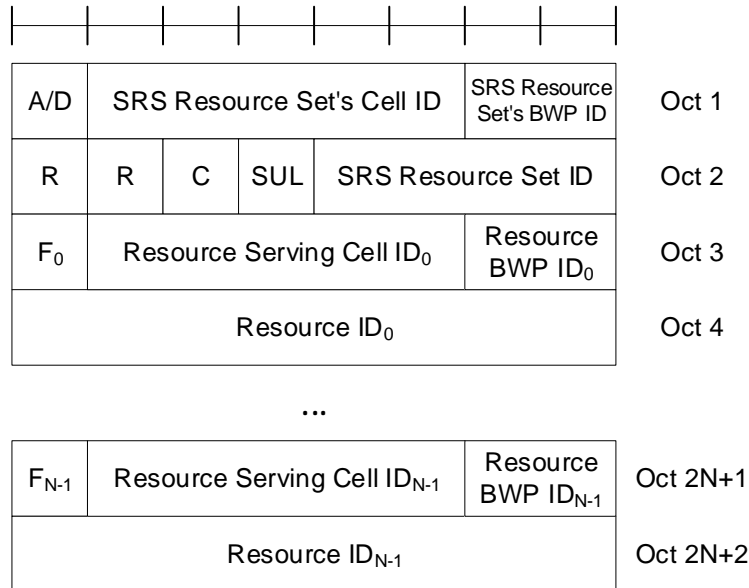 A/D SRS Resource Set's Cell ID SRS Resource Set's BWP ID Oct 1
R R C SUL SRS Resource Set ID Oct 2
F0 Resource Serving Cell ID0 Resource BWP ID0 Oct 3
Resource ID0 Oct 4
...
FN-1 Resource Serving Cell IDN-1 Resource BWP IDN-1 Oct 2N+1
Resource IDN-1 Oct 2N+2